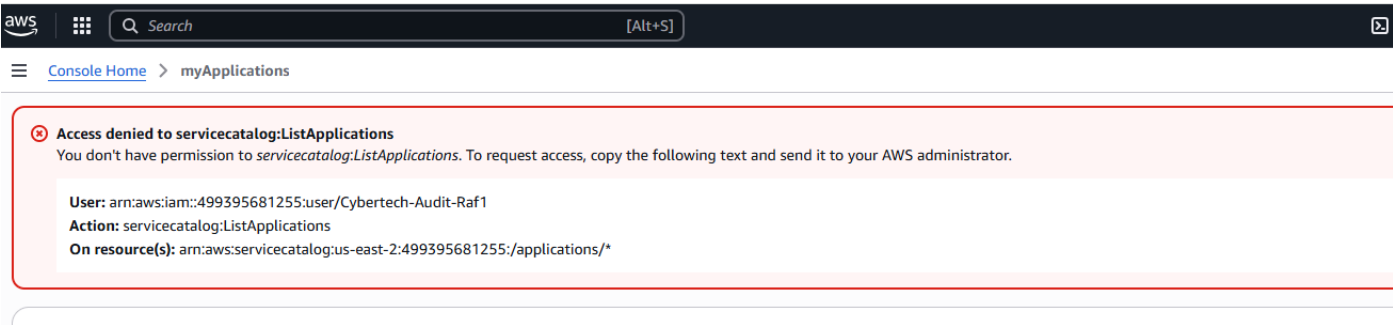 aws
Search [Alt+S]
Console Home > myApplications
Access denied to servicecatalog:ListApplications
You don't have permission to servicecatalog:ListApplications. To request access, copy the following text and send it to your AWS administrator.
User: arn:aws:iam::499395681255:user/Cybertech-Audit-Raf1
Action: servicecatalog:ListApplications
On resource(s): arn:aws:servicecatalog:us-east-2:499395681255:/applications/*